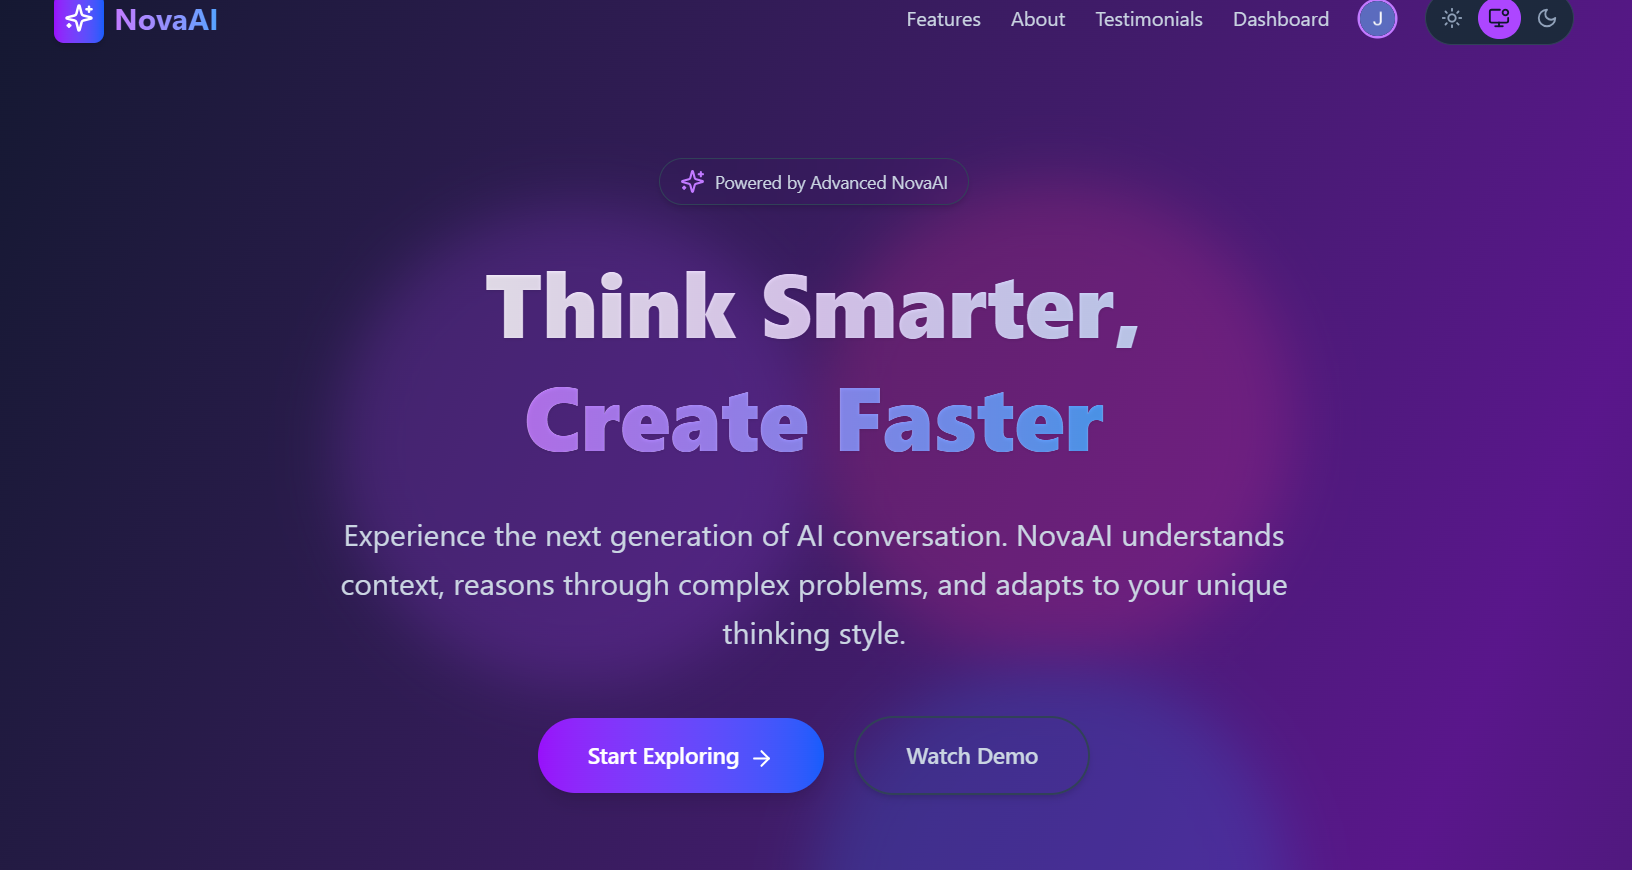 NovaAI
Features
About
Testimonials
Dashboard
J
Powered by Advanced NovaAI
Think Smarter,
Create Faster
Experience the next generation of AI conversation. NovaAI understands
context, reasons through complex problems, and adapts to your unique
thinking style.
Start Exploring →
Watch Demo